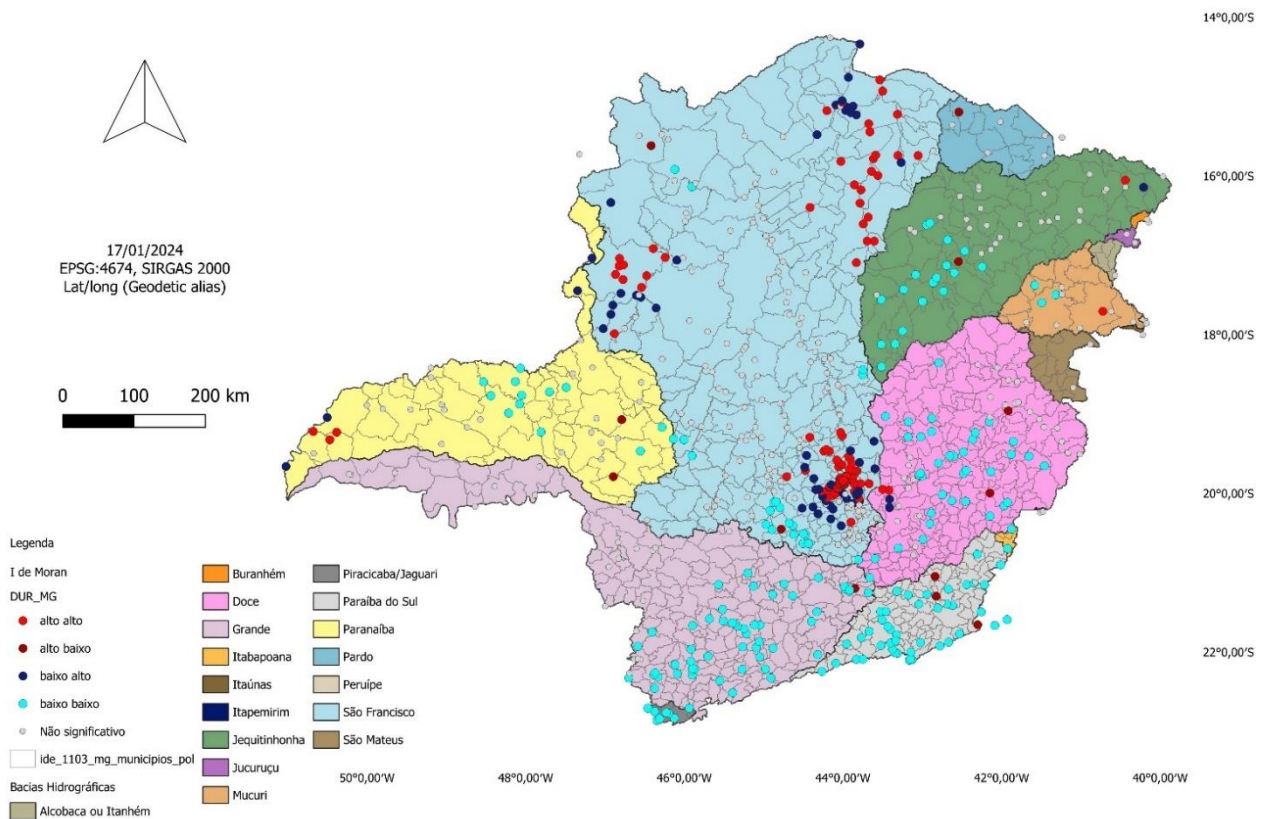 14°0,00'S
16°0,00'S
17/01/2024
EPSG:4674, SIRGAS 2000
Lat/long (Geodetic alias)
18°0,00'S
0 100 200 km
20°0,00'S
22°0,00'S
50°0,00'W 48°0,00'W 46°0,00'W 44°0,00'W 42°0,00'W 40°0,00'W
Legenda
I de Moran
DUR_MG
alto alto
alto baixo
baixo alto
baixo baixo
Não significativo
ide_1103_mg_municipios_pol
Bacias Hidrográficas
Alcobaca ou Itanhém
Buranhém
Doce
Grande
Itabapoana
Itaúnas
Itapemirim
Jequitinhonha
Jucuruçu
Mucuri
Piracicaba/Jaguari
Paraíba do Sul
Paranaíba
Pardo
Peruípe
São Francisco
São Mateus